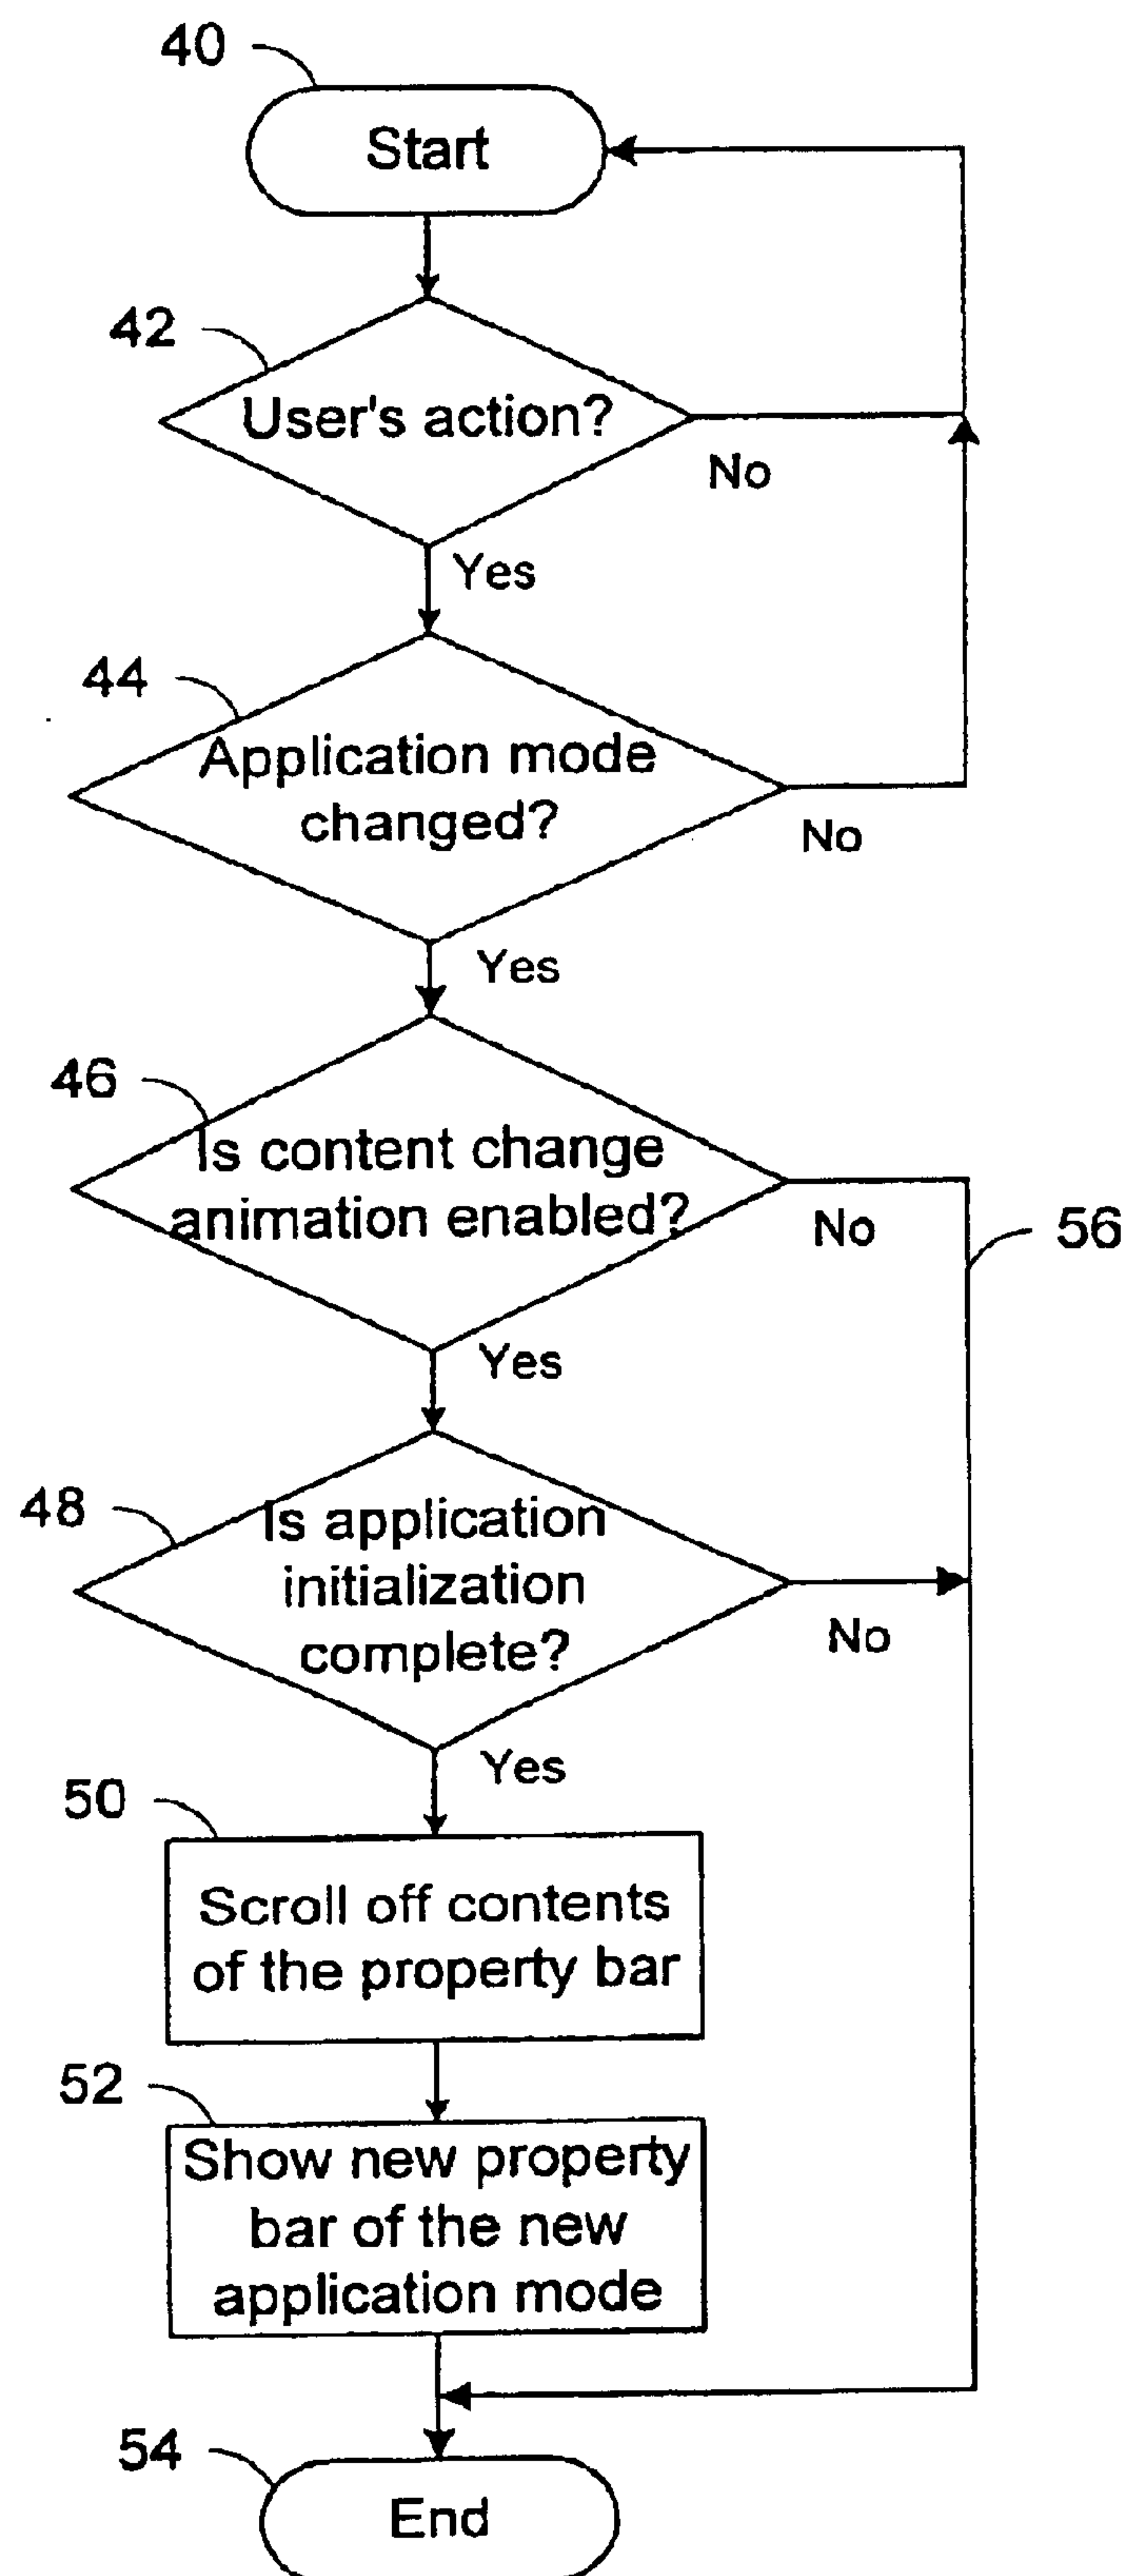 40
Start
42
User's action?
No
Yes
44
Application mode
changed?
No
Yes
46
Is content change
animation enabled?
No
56
Yes
48
Is application
initialization
complete?
No
Yes
50
Scroll off contents
of the property bar
52
Show new property
bar of the new
application mode
54
End